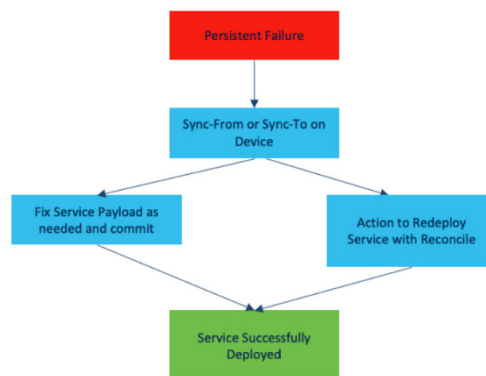 Persistent Failure
Sync-From or Sync-To on
Device
Fix Service Payload as
needed and commit
Action to Redeploy
Service with Reconcile
Service Successfully
Deployed